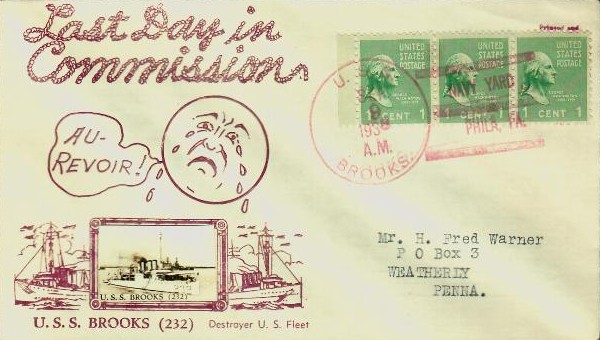 Last Day in
Commission
AU-
REVOIR!
U.S.S. BROOKS (232)
U. S. S. BROOKS (232) Destroyer U. S. Fleet
UNITED STATES POSTAGE
1 CENT 1
UNITED STATES POSTAGE
CENT 1
UNITED STATES POSTAGE
1 CENT 1
A.M.
BROOKS.
NAVY YARD
PHILA, PA.
Mr. H. Fred Warner
P O Box 3
WEATHERLY
PENNA.